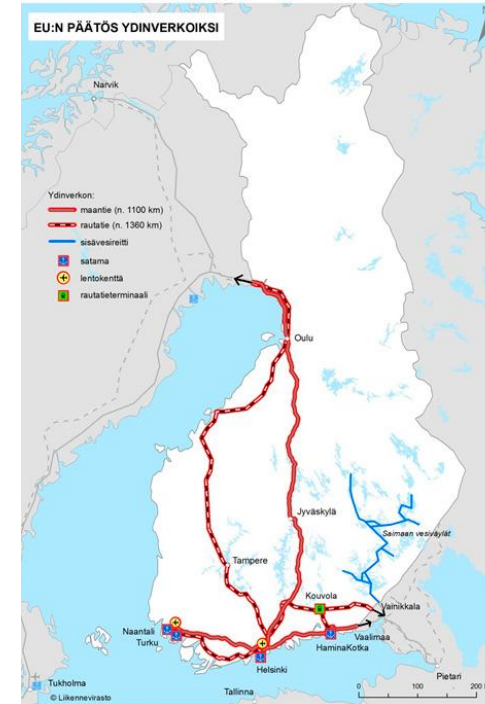 EU:N PÄÄTÖS YDINVERKOIKSI
Narvik
Ydinverkon:
maantie (n. 1100 km)
rautatie (n. 1360 km)
sisävesireitti
satama
lentokenttä
rautatieterminaali
Oulu
Jyväskylä
Saimaan vesiväylät
Tampere
Kouvola
Vainikkala
Naantali
Turku
Vaalimaa
HaminaKotka
Helsinki
Pietari
Tukholma
Tallinna
© Liikennevirasto
0 100 200